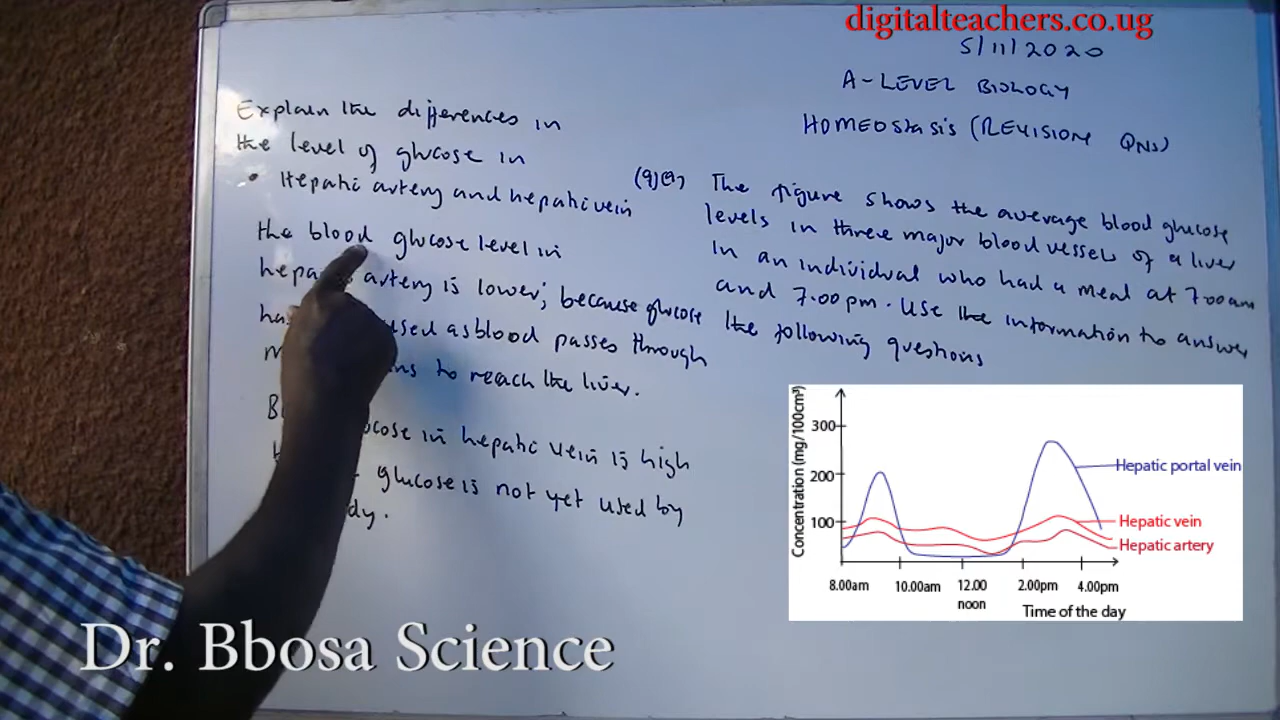 digitalteachers.co.ug
5/11/2020
A-LEVEL BIOLOGY
HOMEOSTASIS (REVISION QNS)
Explain the differences in
the level of glucose in
• Hepatic artery and hepatic vein
the blood glucose level in
artery is lower; because glucose
used as blood passes through
to reach the liver.
in hepatic vein is high
glucose is not yet used by
(9)(a) The figure shows the average blood glucose
levels in three major blood vessels of a liver
in an individual who had a meal at 7.00am
and 7.00pm. Use the information to answer
the following questions
Concentration (mg/100cm³)
300
200
100
Hepatic portal vein
Hepatic vein
Hepatic artery
8.00am 10.00am 12.00 noon 2.00pm 4.00pm
Time of the day
Dr. Bbosa Science